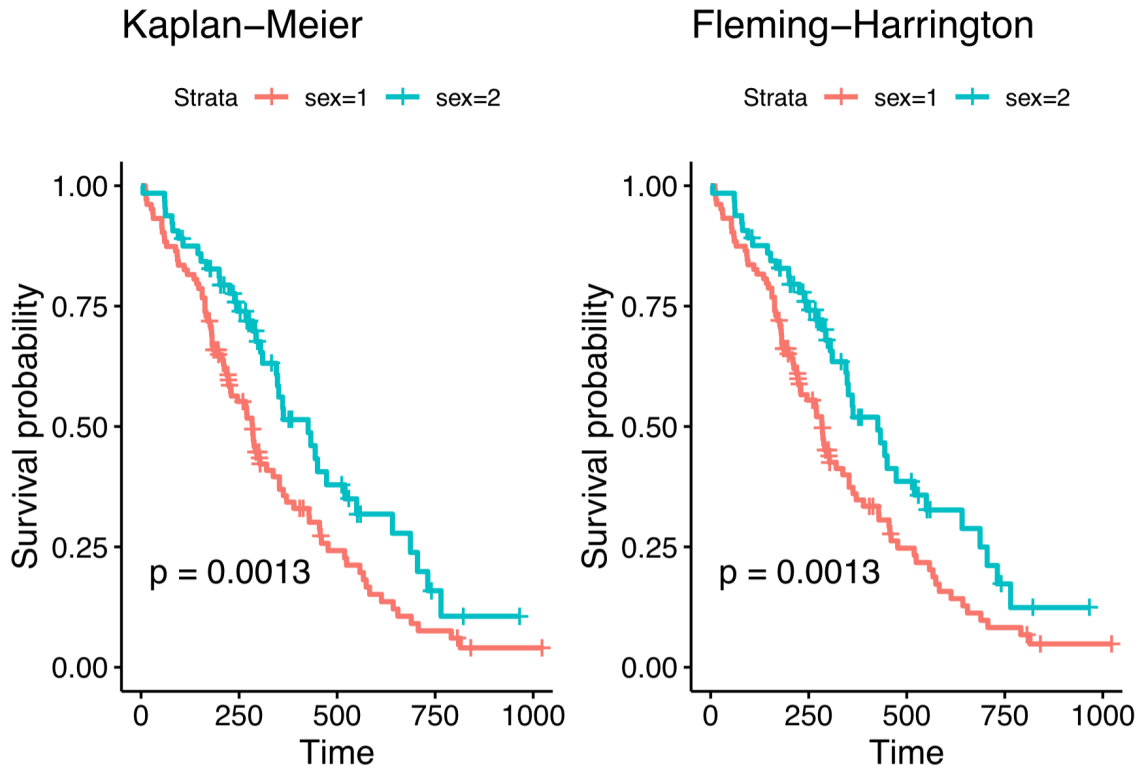 Kaplan−Meier
Strata sex=1 sex=2
1.00
0.75
0.50
0.25
0.00
Survival probability
p = 0.0013
0 250 500 750 1000
Time
Fleming−Harrington
Strata sex=1 sex=2
1.00
0.75
0.50
0.25
0.00
Survival probability
p = 0.0013
0 250 500 750 1000
Time